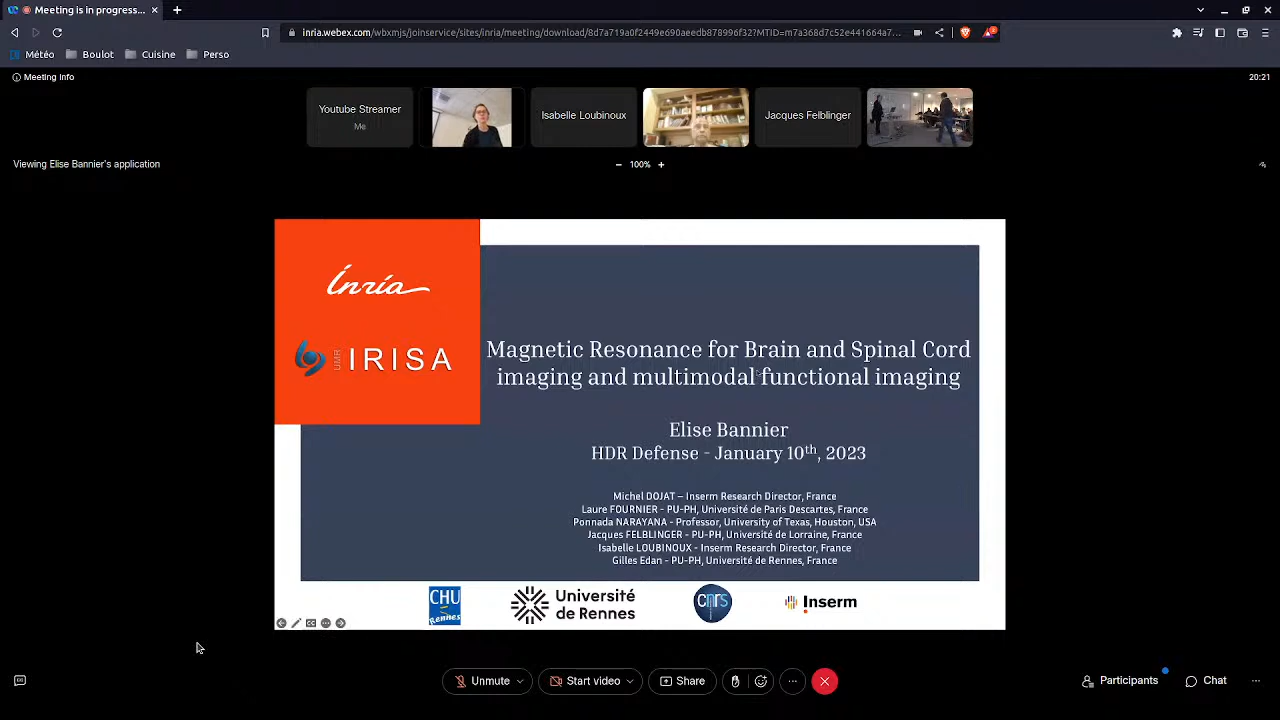 Meeting is in progress...
inria.webex.com/wbxmjs/joinservice/sites/inria/meeting/download/8d7a719a0f2449e690aeedb878996f32?MTID=m7a368d7c52e441664a7...
Météo Boulot Cuisine Perso
Meeting Info
20:21
Youtube Streamer
Me
Isabelle Loubinoux
Jacques Felblinger
Viewing Elise Bannier's application
− 100% +
Inria
UMR IRISA
Magnetic Resonance for Brain and Spinal Cord
imaging and multimodal functional imaging
Elise Bannier
HDR Defense - January 10th, 2023
Michel DOJAT – Inserm Research Director, France
Laure FOURNIER - PU-PH, Université de Paris Descartes, France
Ponnada NARAYANA - Professor, University of Texas, Houston, USA
Jacques FELBLINGER - PU-PH, Université de Lorraine, France
Isabelle LOUBINOUX - Inserm Research Director, France
Gilles Edan - PU-PH, Université de Rennes, France
CHU
Rennes
Université
de Rennes
cnrs
Inserm
Unmute
Start video
Share
Participants
Chat